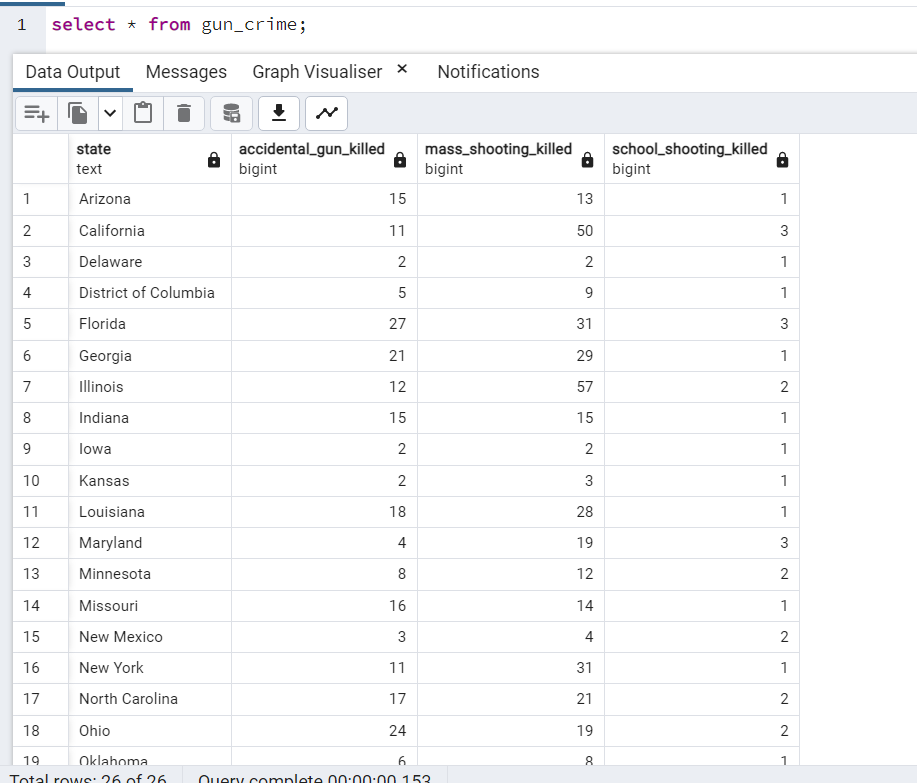 1 select * from gun_crime;
Data Output Messages Graph Visualiser × Notifications
state accidental_gun_killed mass_shooting_killed school_shooting_killed
text bigint bigint bigint
1 Arizona 15 13 1
2 California 11 50 3
3 Delaware 2 2 1
4 District of Columbia 5 9 1
5 Florida 27 31 3
6 Georgia 21 29 1
7 Illinois 12 57 2
8 Indiana 15 15 1
9 Iowa 2 2 1
10 Kansas 2 3 1
11 Louisiana 18 28 1
12 Maryland 4 19 3
13 Minnesota 8 12 2
14 Missouri 16 14 1
15 New Mexico 3 4 2
16 New York 11 31 1
17 North Carolina 17 21 2
18 Ohio 24 19 2
19 Oklahoma 6 8 1
Total rows: 26 of 26 Query complete 00:00:00.153